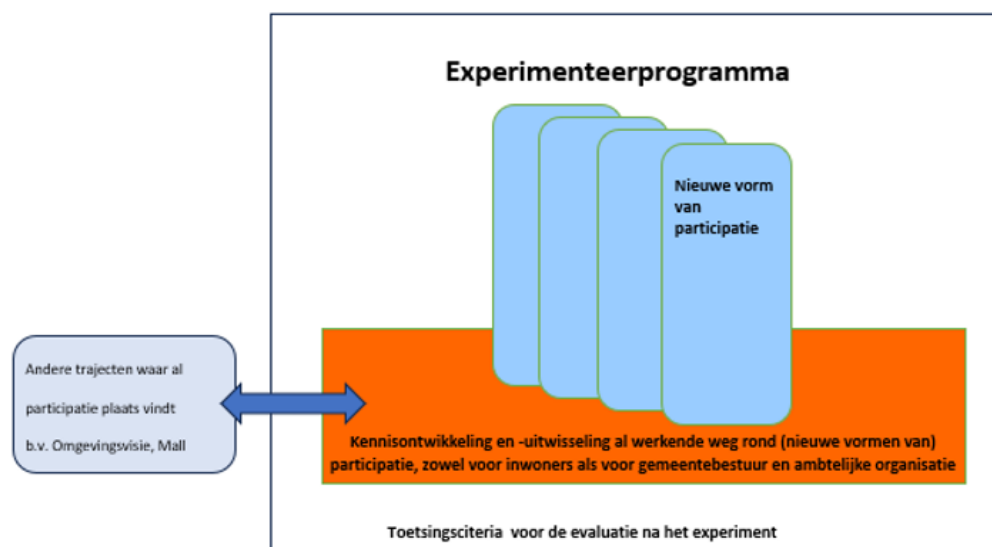 Experimenteerprogramma
Nieuwe vorm
van
participatie
Andere trajecten waar al
participatie plaats vindt
b.v. Omgevingsvisie, Mall
Kennisontwikkeling en -uitwisseling al werkende weg rond (nieuwe vormen van)
participatie, zowel voor inwoners als voor gemeentebestuur en ambtelijke organisatie
Toetsingscriteria voor de evaluatie na het experiment